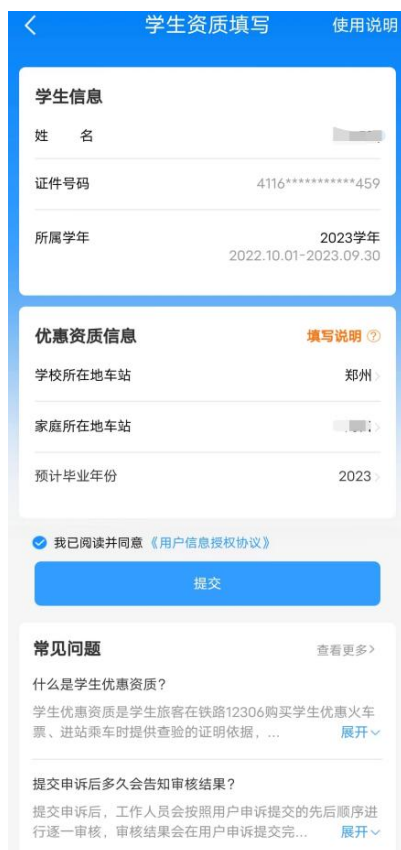 学生资质填写 使用说明
学生信息
姓 名
证件号码 4116***********459
所属学年 2023学年
2022.10.01-2023.09.30
优惠资质信息 填写说明 ?
学校所在地车站 郑州
家庭所在地车站
预计毕业年份 2023
我已阅读并同意《用户信息授权协议》
提交
常见问题 查看更多>
什么是学生优惠资质?
学生优惠资质是学生旅客在铁路12306购买学生优惠火车
票、进站乘车时提供查验的证明依据，... 展开
提交申诉后多久会告知审核结果?
提交申诉后，工作人员会按照用户申诉提交的先后顺序进
行逐一审核，审核结果会在用户申诉提交完... 展开